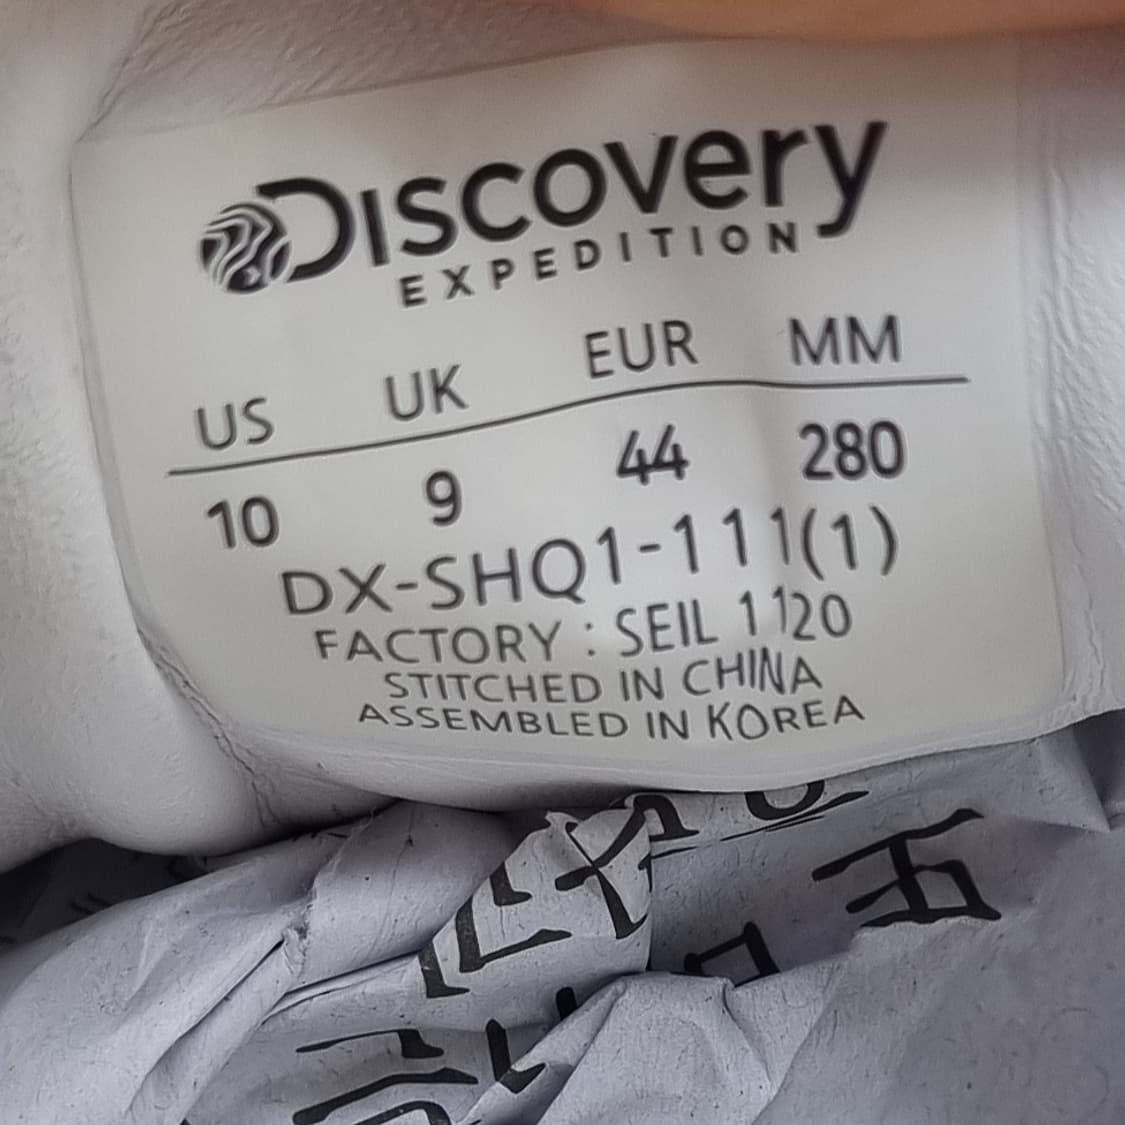 DISCOVERY
EXPEDITION
US UK EUR MM
10 9 44 280
DX-SHQ1-111(1)
FACTORY : SEIL 1120
STITCHED IN CHINA
ASSEMBLED IN KOREA